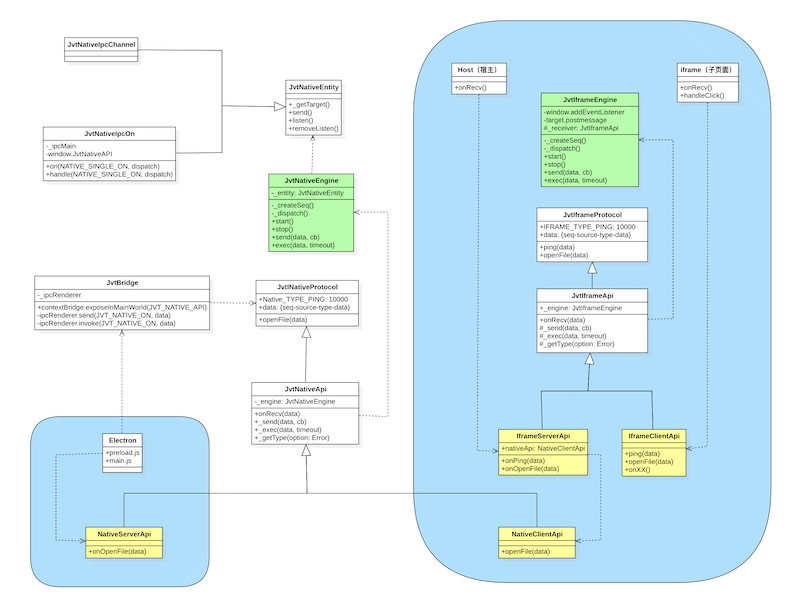 JvtNativeIpcChannel
JvtNativeEntity
+_getTarget()
+send()
+listen()
+removeListen()
JvtNativeIpcOn
-_ipcMain
-window.JvtNativeAPI
+on(NATIVE_SINGLE_ON, dispatch)
+handle(NATIVE_SINGLE_ON, dispatch)
JvtNativeEngine
-_entity: JvtNativeEntity
-_createSeq()
-_dispatch()
+start()
+stop()
+send(data, cb)
+exec(data, timeout)
JvtBridge
-_ipcRenderer
+contextBridge.exposeInMainWorld(JVT_NATIVE_API)
-ipcRenderer.send(JVT_NATIVE_ON, data)
-ipcRenderer.invoke(JVT_NATIVE_ON, data)
JvtlNativeProtocol
+Native_TYPE_PING: 10000
+data: {seq-source-type-data}
+openFile(data)
JvtNativeApi
-_engine: JvtNativeEngine
+onRecv(data)
+_send(data, cb)
+_exec(data, timeout)
+_getType(option: Error)
Electron
+preload.js
+main.js
NativeServerApi
+onOpenFile(data)
Host（宿主）
+onRecv()
iframe（子页面）
+onRecv()
+handleClick()
JvtIframeEngine
-window.addEventListener
-target.postmessage
#_receiver: JvtIframeApi
-_createSeq()
-_dispatch()
+start()
+stop()
+send(data, cb)
+exec(data, timeout)
JvtIframeProtocol
+IFRAME_TYPE_PING: 10000
+data: {seq-source-type-data}
+ping(data)
+openFile(data)
JvtIframeApi
+_engine: JvtIframeEngine
+onRecv(data)
#_send(data, cb)
#_exec(data, timeout)
#_getType(option: Error)
IframeServerApi
+nativeApi: NativeClientApi
+onPing(data)
+onOpenFile(data)
IframeClientApi
+ping(data)
+openFile(data)
+onXX()
NativeClientApi
+openFile(data)